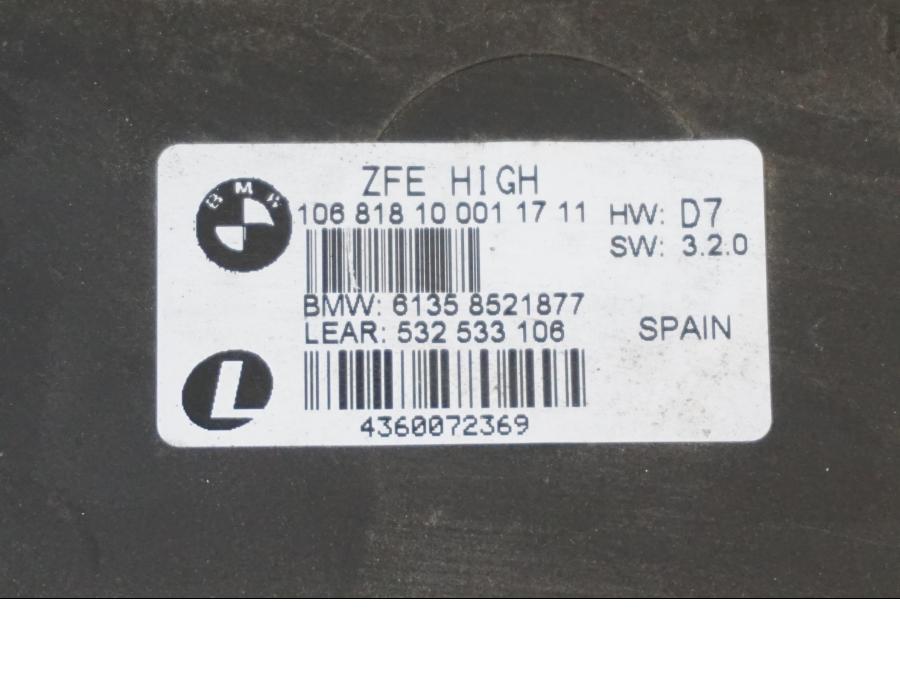 ZFE HIGH
BMW
106 818 10 001 17 11
HW: D7
SW: 3.2.0
BMW: 6135 8521877
LEAR: 532 533 106
SPAIN
L
4360072369